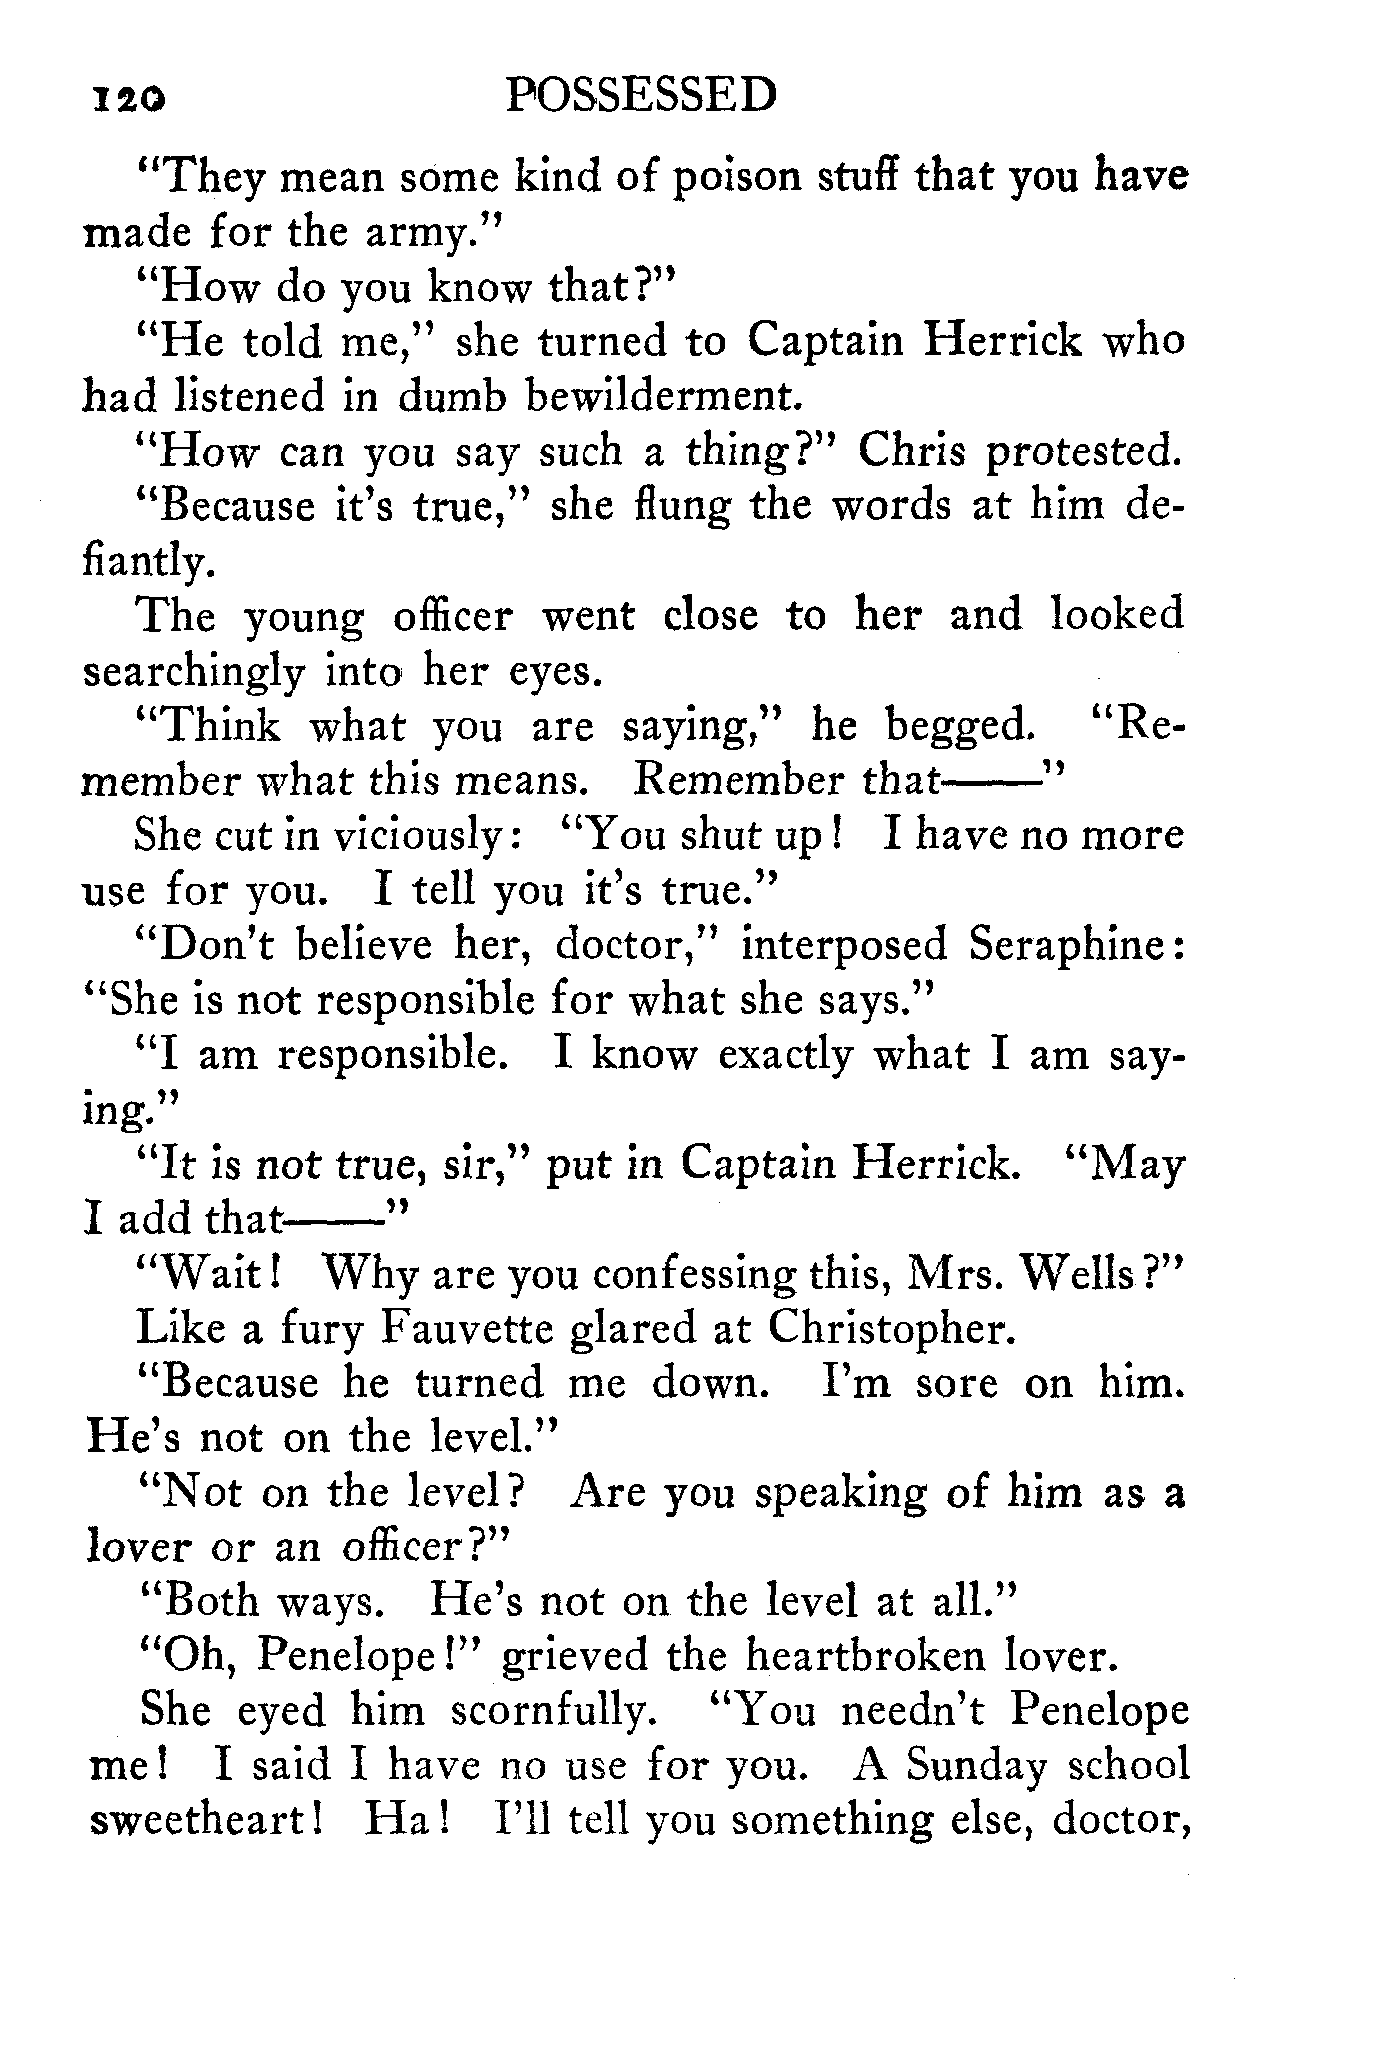 120 POSSESSED
“They mean some kind of poison stuff that you have
made for the army.”
“How do you know that?”
“He told me,” she turned to Captain Herrick who
had listened in dumb bewilderment.
“How can you say such a thing?” Chris protested.
“Because it’s true,” she flung the words at him de-
fiantly.
The young officer went close to her and looked
searchingly into her eyes.
“Think what you are saying,” he begged. “Re-
member what this means. Remember that——”
She cut in viciously: “You shut up! I have no more
use for you. I tell you it’s true.”
“Don’t believe her, doctor,” interposed Seraphine:
“She is not responsible for what she says.”
“I am responsible. I know exactly what I am say-
ing.”
“It is not true, sir,” put in Captain Herrick. “May
I add that——”
“Wait! Why are you confessing this, Mrs. Wells?”
Like a fury Fauvette glared at Christopher.
“Because he turned me down. I’m sore on him.
He’s not on the level.”
“Not on the level? Are you speaking of him as a
lover or an officer?”
“Both ways. He’s not on the level at all.”
“Oh, Penelope!” grieved the heartbroken lover.
She eyed him scornfully. “You needn’t Penelope
me! I said I have no use for you. A Sunday school
sweetheart! Ha! I’ll tell you something else, doctor,